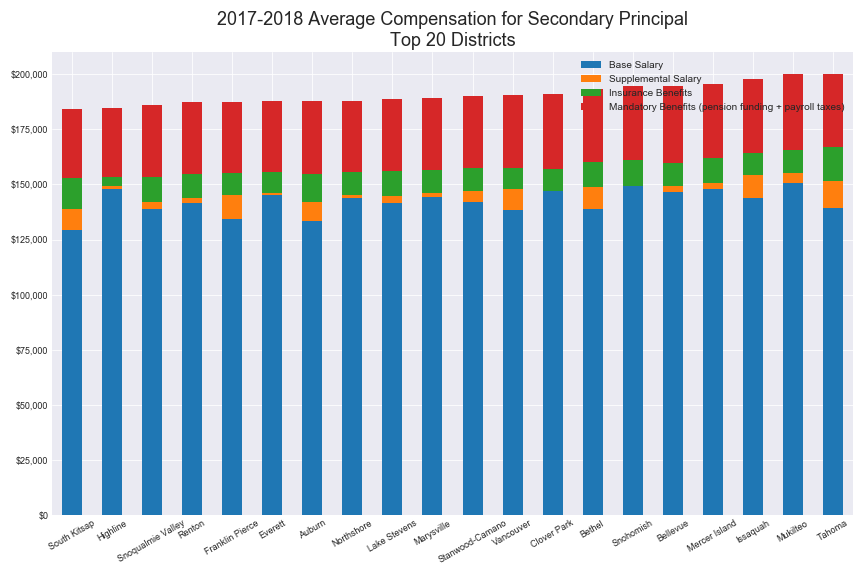 2017-2018 Average Compensation for Secondary Principal
Top 20 Districts
Base Salary
Supplemental Salary
Insurance Benefits
Mandatory Benefits (pension funding + payroll taxes)
$200,000
$175,000
$150,000
$125,000
$100,000
$75,000
$50,000
$25,000
$0
South Kitsap
Highline
Snoqualmie Valley
Renton
Franklin Pierce
Everett
Auburn
Northshore
Lake Stevens
Marysville
Stanwood-Camano
Vancouver
Clover Park
Bethel
Snohomish
Bellevue
Mercer Island
Issaquah
Mukilteo
Tahoma